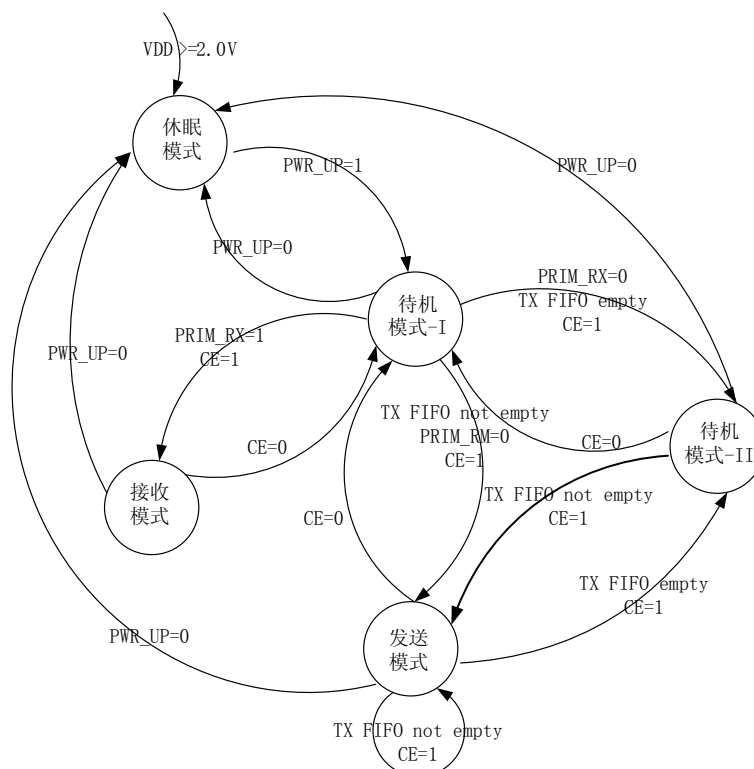 VDD >=2.0V
休眠
模式
PWR_UP=1
PWR_UP=0
PWR_UP=0
PRIM_RX=0
TX FIFO empty
CE=1
待机
模式-I
PRIM_RX=1
CE=1
PWR_UP=0
TX FIFO not empty
PRIM_RM=0
CE=1
CE=0
CE=0
待机
模式-II
接收
模式
TX FIFO not empty
CE=1
CE=0
TX FIFO empty
CE=1
PWR_UP=0
发送
模式
TX FIFO not empty
CE=1